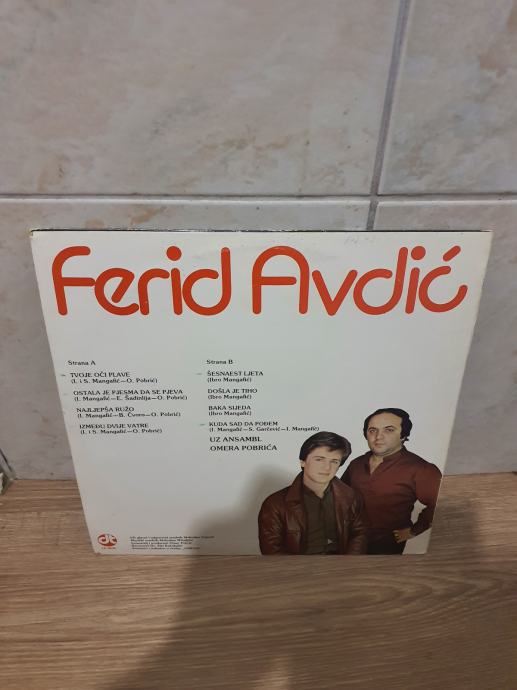 Ferid Avdić
Strana A
TVOJE OČI PLAVE
(I. i S. Mangafić—O. Pobrić)
OSTALA JE PJESMA DA SE PJEVA
(I. Mangafić—E. Šadinlija—O. Pobrić)
NAJLJEPŠA RUŽO
(I. Mangafić—B. Čvoro—O. Pobrić)
IZMEĐU DVIJE VATRE
(I. i S. Mangafić—O. Pobrić)
Strana B
ŠESNAEST LJETA
(Ibro Mangafić)
DOŠLA JE TIHO
(Ibro Mangafić)
BAKA SIJEDA
(Ibro Mangafić)
KUDA SAD DA POĐEM
(I. Mangafić—S. Garčević—I. Mangafić)
UZ ANSAMBL
OMERA POBRIĆA